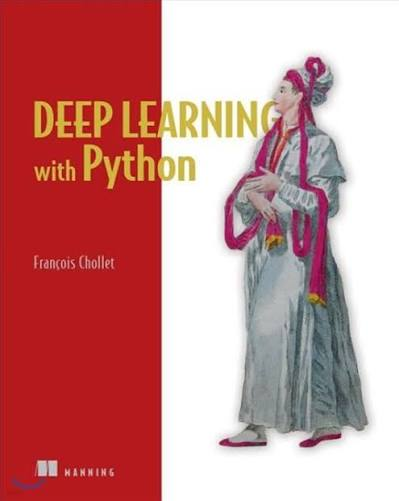 DEEP LEARNING
with Python
François Chollet
MANNING